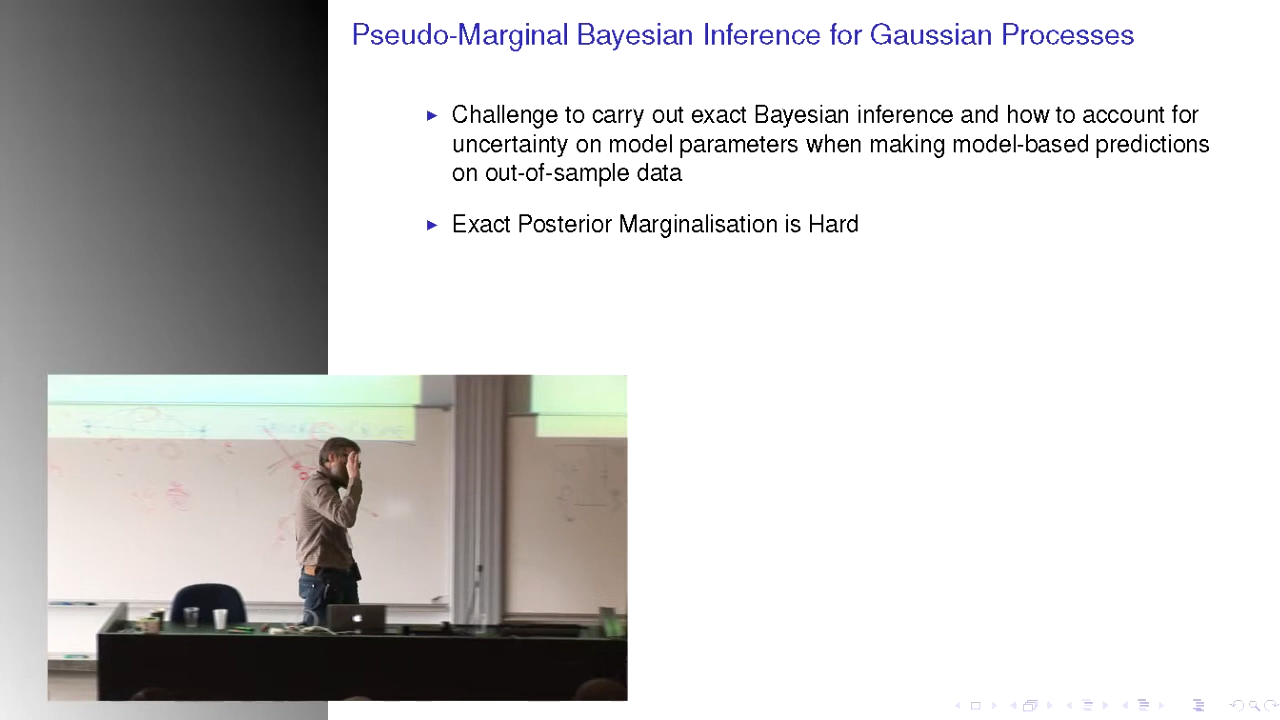 Pseudo-Marginal Bayesian Inference for Gaussian Processes
Challenge to carry out exact Bayesian inference and how to account for
uncertainty on model parameters when making model-based predictions
on out-of-sample data
Exact Posterior Marginalisation is Hard